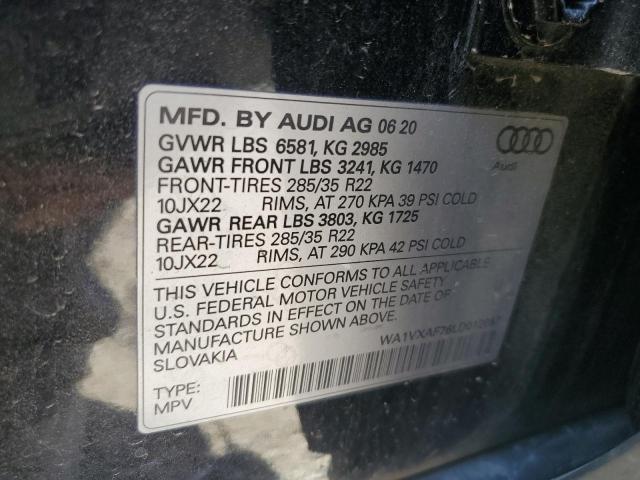 MFD. BY AUDI AG 06 20
GVWR LBS 6581, KG 2985
GAWR FRONT LBS 3241, KG 1470
FRONT-TIRES 285/35 R22
10JX22 RIMS, AT 270 KPA 39 PSI COLD
GAWR REAR LBS 3803, KG 1725
REAR-TIRES 285/35 R22
10JX22 RIMS, AT 290 KPA 42 PSI COLD
Audi
THIS VEHICLE CONFORMS TO ALL APPLICABLE
U.S. FEDERAL MOTOR VEHICLE SAFETY
STANDARDS IN EFFECT ON THE DATE OF
MANUFACTURE SHOWN ABOVE.
SLOVAKIA
TYPE:
MPV